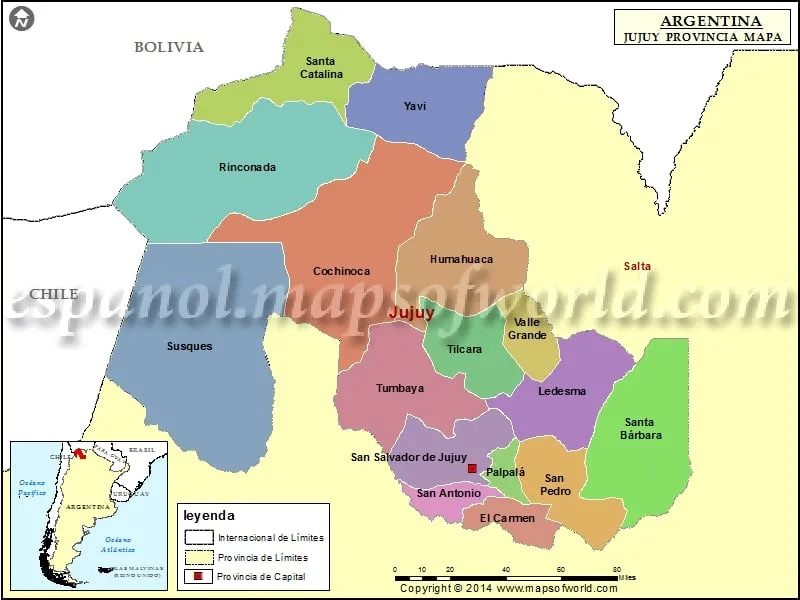 N
ARGENTINA
JUJUY PROVINCIA MAPA
BOLIVIA
Santa
Catalina
Yavi
Rinconada
Salta
Humahuaca
Cochinoca
CHILE
espanol.mapsofworld.com
Jujuy
Valle
Grande
Susques
Tilcara
Tumbaya
Ledesma
Santa
Bárbara
San Salvador de Jujuy
Palpalá
San
Pedro
San Antonio
El Carmen
CHILE
BRASIL
Océano
Pacífico
URUGUAY
ARGENTINA
Océano
Atlántico
ISLAS MALVINAS
(REINO UNIDO)
leyenda
Internacional de Límites
Provincia de Límites
Provincia de Capital
0 10 20 40 60 80
Miles
Copyright © 2014 www.mapsofworld.com